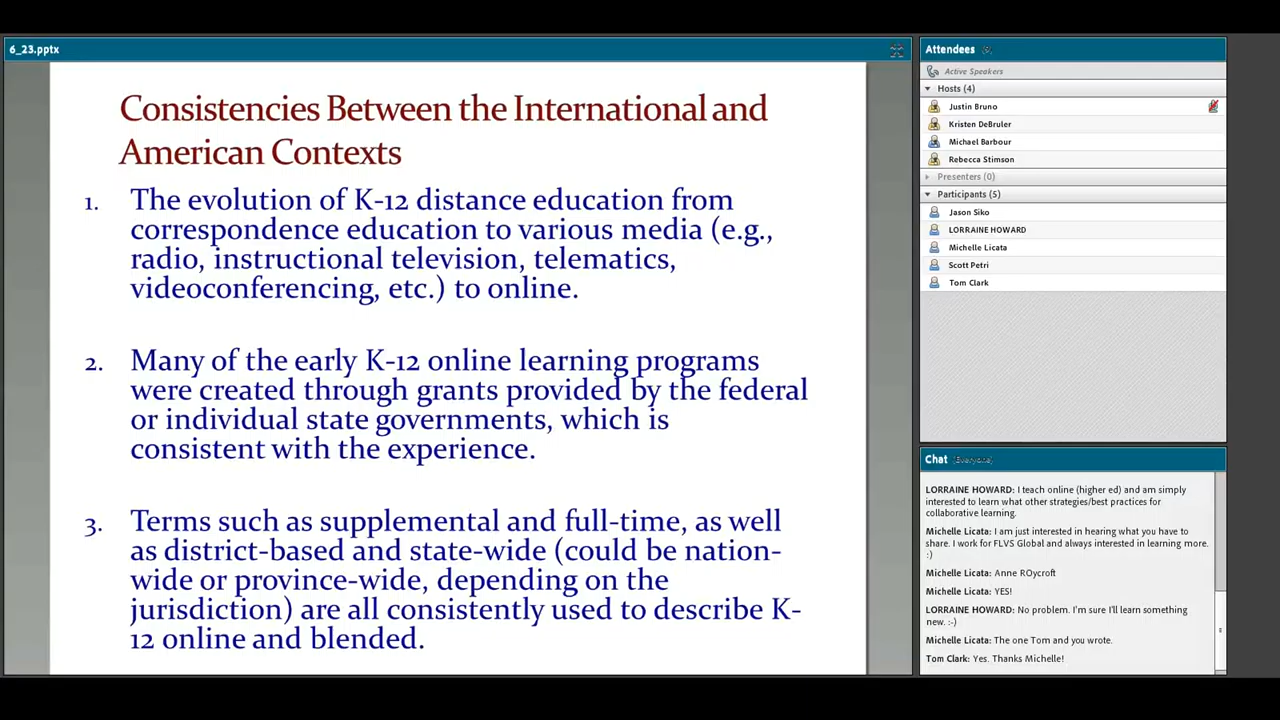 6_23.pptx
Consistencies Between the International and
American Contexts
1. The evolution of K-12 distance education from
correspondence education to various media (e.g.,
radio, instructional television, telematics,
videoconferencing, etc.) to online.
2. Many of the early K-12 online learning programs
were created through grants provided by the federal
or individual state governments, which is
consistent with the experience.
3. Terms such as supplemental and full-time, as well
as district-based and state-wide (could be nation-
wide or province-wide, depending on the
jurisdiction) are all consistently used to describe K-
12 online and blended.
Attendees
Active Speakers
Hosts (4)
Justin Bruno
Kristen DeBruler
Michael Barbour
Rebecca Stimson
Presenters (0)
Participants (5)
Jason Siko
LORRAINE HOWARD
Michelle Licata
Scott Petri
Tom Clark
Chat (Everyone)
LORRAINE HOWARD: I teach online (higher ed) and am simply
interested to learn what other strategies/best practices for
collaborative learning.
Michelle Licata: I am just interested in hearing what you have to
share. I work for FLVS Global and always interested in learning more.
:)
Michelle Licata: Anne ROycroft
Michelle Licata: YES!
LORRAINE HOWARD: No problem. I'm sure I'll learn something
new. :-)
Michelle Licata: The one Tom and you wrote.
Tom Clark: Yes. Thanks Michelle!